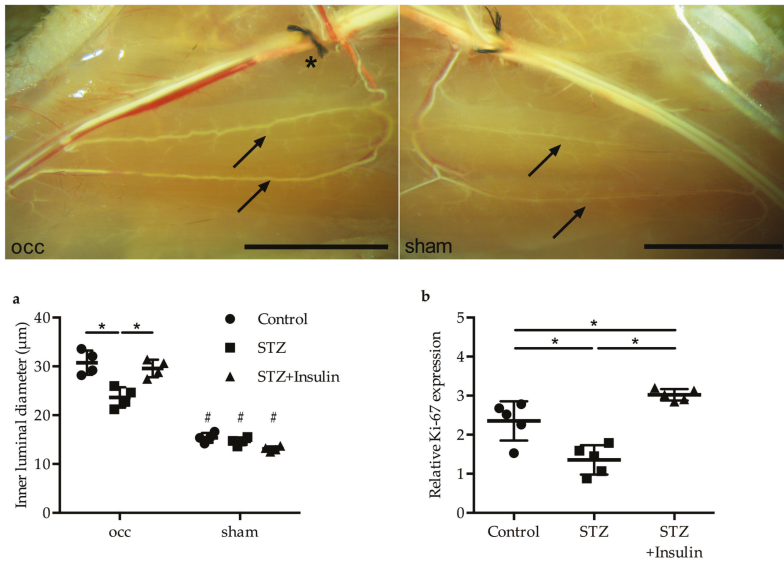 *
occ
sham
a
Inner luminal diameter (µm)
40
30
20
10
0
* *
# # #
Control
STZ
STZ+Insulin
occ sham
b
Relative Ki-67 expression
5
4
3
2
1
0
*
* *
Control STZ STZ
+Insulin